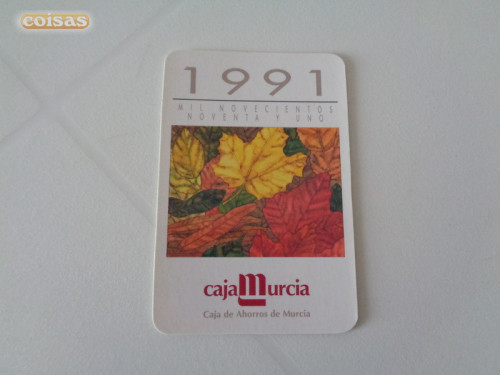 coisas
1991
MIL NOVECIENTOS
NOVENTA Y UNO
cajaMurcia
Caja de Ahorros de Murcia